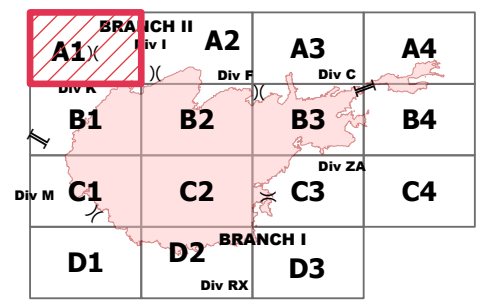 BRANCH II
A1
Div I
A2
A3
A4
Div F
Div C
Div K
B1
B2
B3
B4
Div ZA
Div M
C1
C2
C3
C4
BRANCH I
D1
D2
D3
Div RX